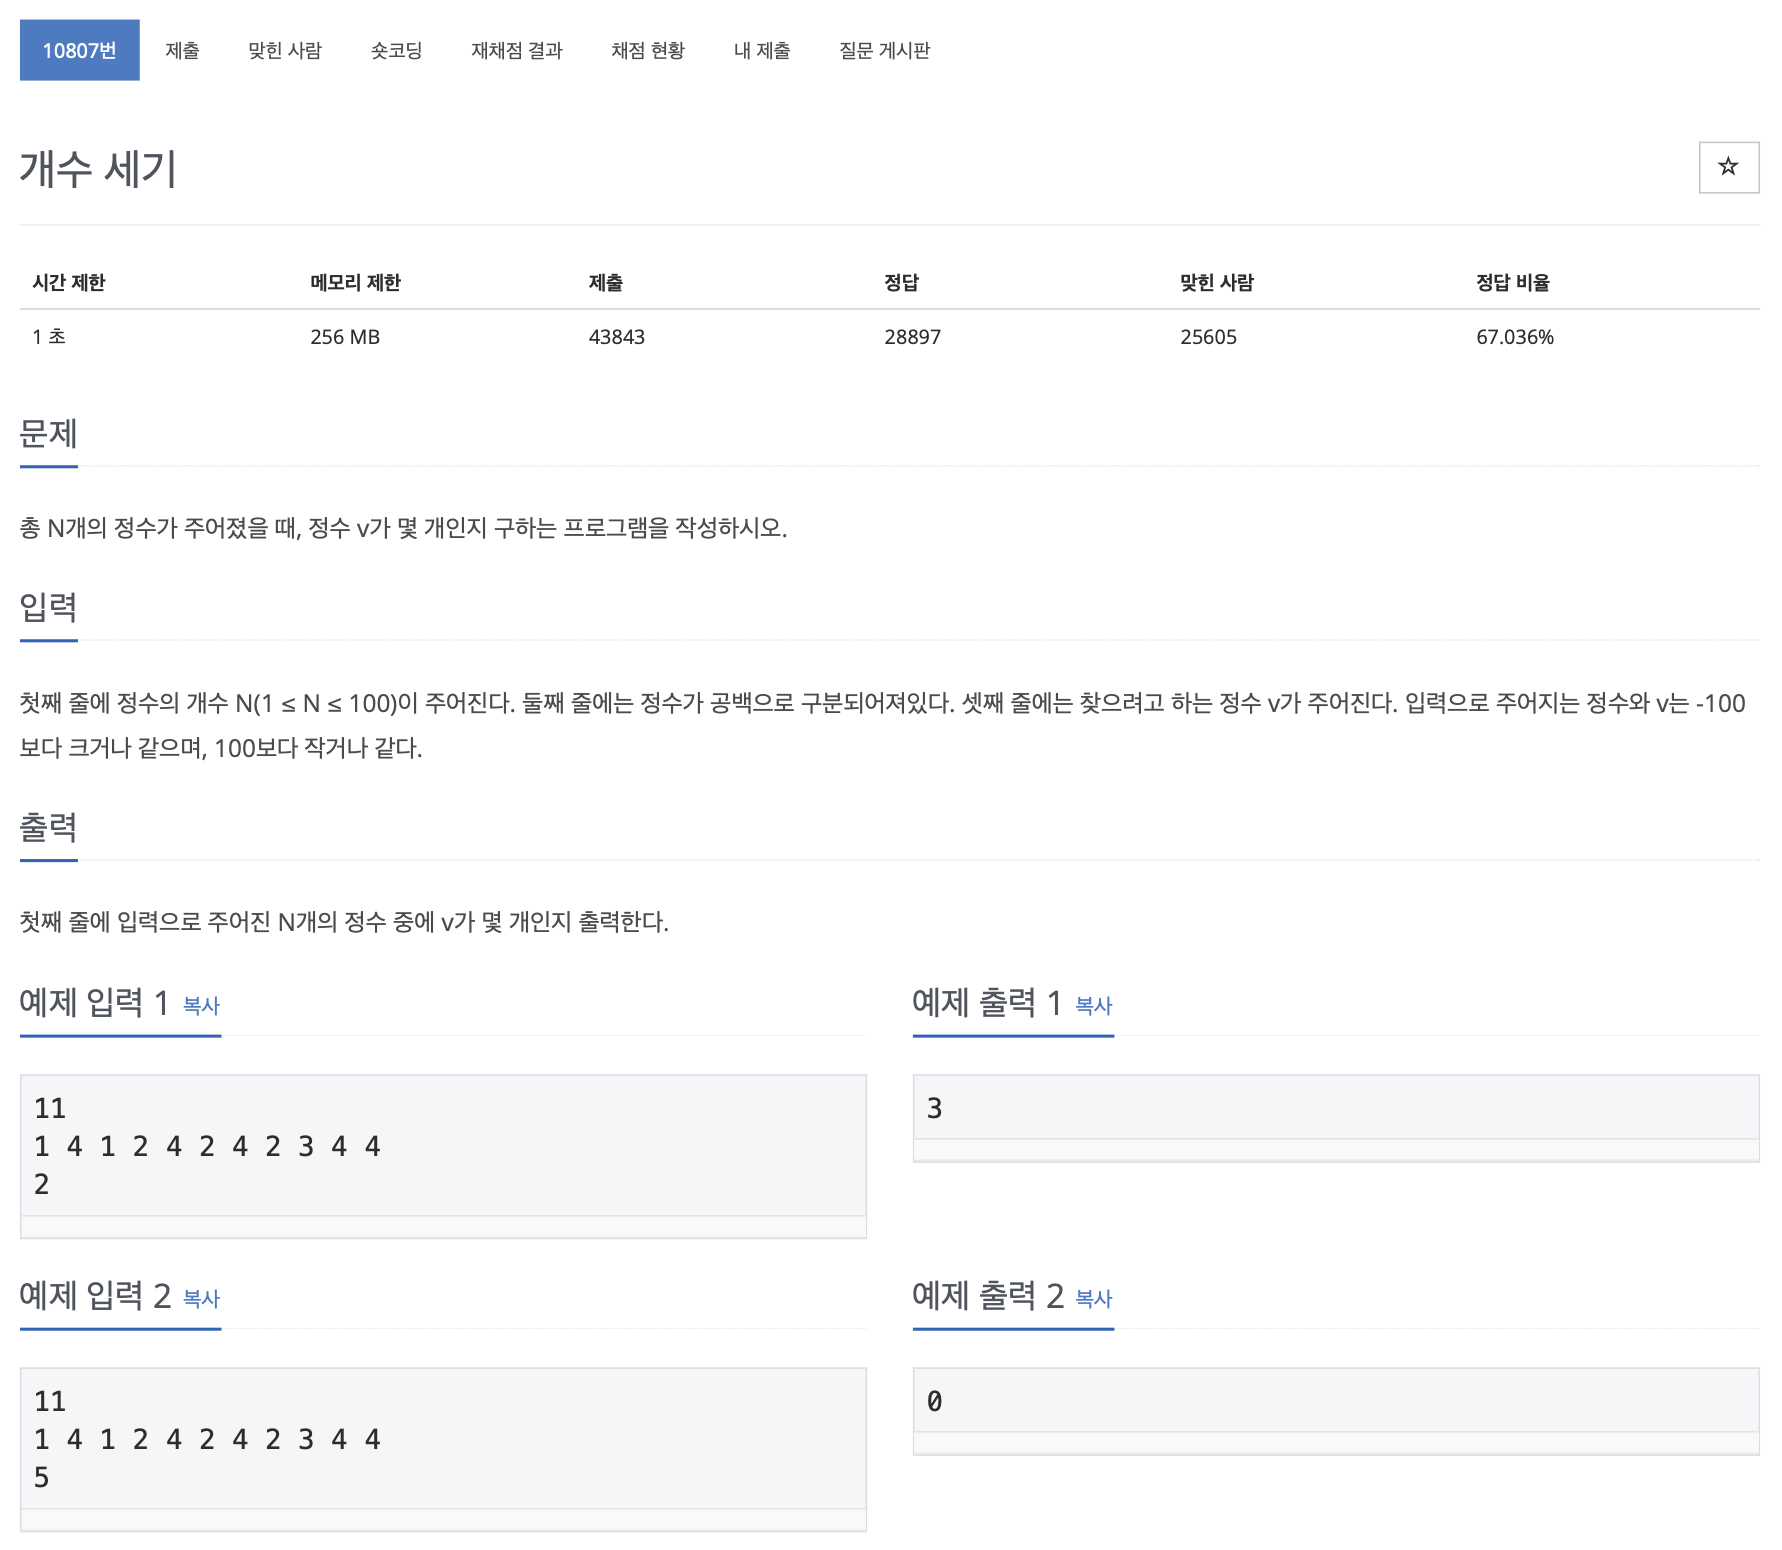 10807번 제출 맞힌 사람 숏코딩 재채점 결과 채점 현황 내 제출 질문 게시판
개수 세기
시간 제한 메모리 제한 제출 정답 맞힌 사람 정답 비율
1 초 256 MB 43843 28897 25605 67.036%
문제
총 N개의 정수가 주어졌을 때, 정수 v가 몇 개인지 구하는 프로그램을 작성하시오.
입력
첫째 줄에 정수의 개수 N(1 ≤ N ≤ 100)이 주어진다. 둘째 줄에는 정수가 공백으로 구분되어져있다. 셋째 줄에는 찾으려고 하는 정수 v가 주어진다. 입력으로 주어지는 정수와 v는 -100
보다 크거나 같으며, 100보다 작거나 같다.
출력
첫째 줄에 입력으로 주어진 N개의 정수 중에 v가 몇 개인지 출력한다.
예제 입력 1 복사
11
1 4 1 2 4 2 4 2 3 4 4
2
예제 출력 1 복사
3
예제 입력 2 복사
11
1 4 1 2 4 2 4 2 3 4 4
5
예제 출력 2 복사
0